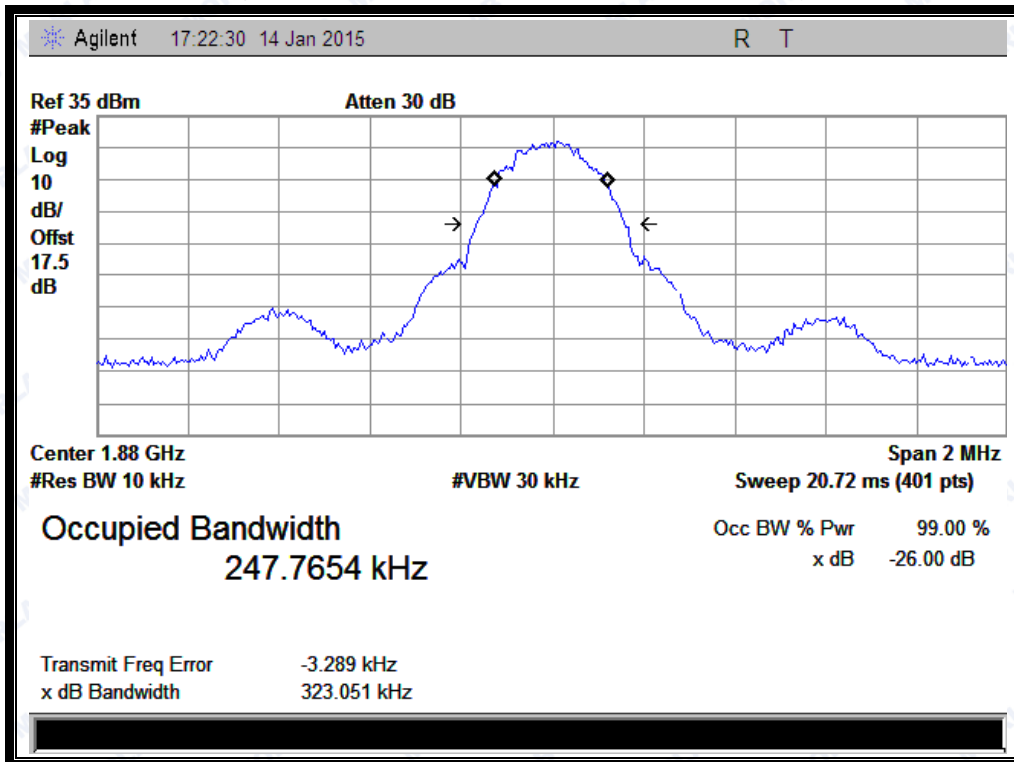 Agilent 17:22:30 14 Jan 2015 R T
Ref 35 dBm Atten 30 dB
#Peak
Log
10
dB/
Offst
17.5
dB
Center 1.88 GHz Span 2 MHz
#Res BW 10 kHz #VBW 30 kHz Sweep 20.72 ms (401 pts)
Occupied Bandwidth Occ BW % Pwr 99.00 %
247.7654 kHz x dB -26.00 dB
Transmit Freq Error -3.289 kHz
x dB Bandwidth 323.051 kHz